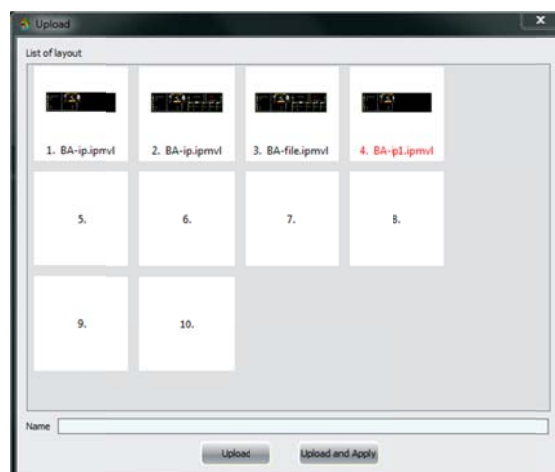 Upload
List of layout
1. BA-ip.ipmvl
2. BA-ip.ipmvl
3. BA-file.ipmvl
4. BA-ip1.ipmvl
5.
6.
7.
8.
9.
10.
Name
Upload
Upload and Apply